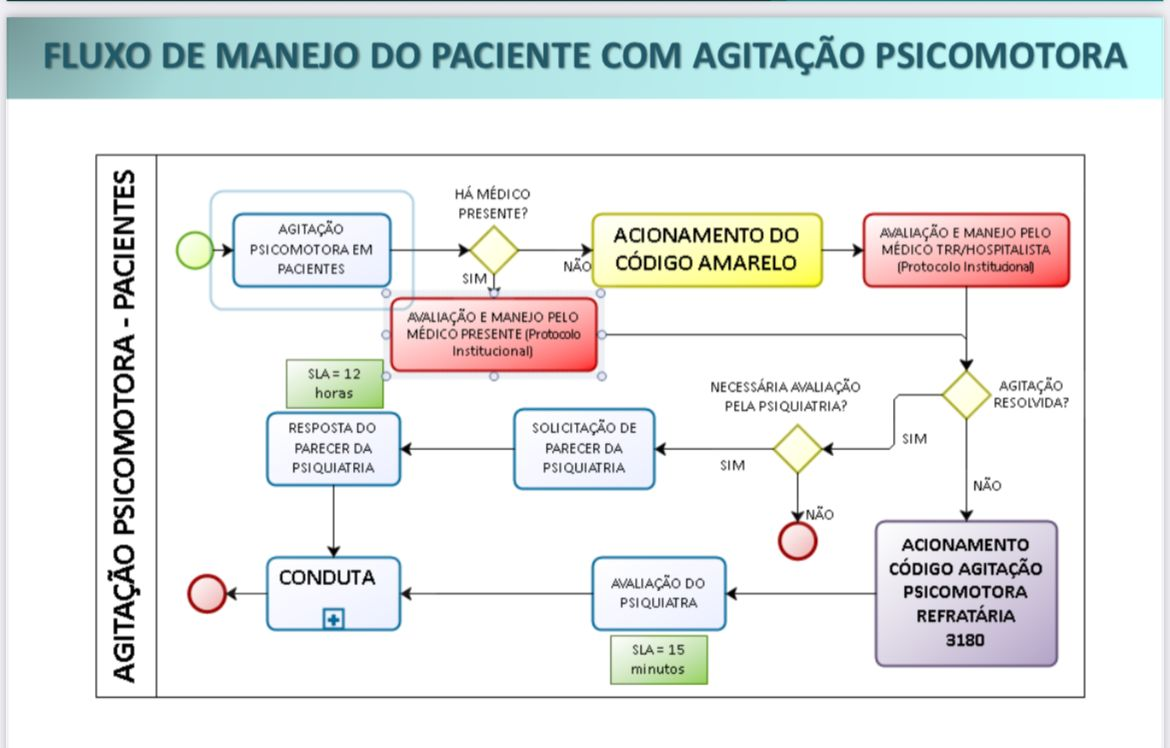 FLUXO DE MANEJO DO PACIENTE COM AGITAÇÃO PSICOMOTORA
AGITAÇÃO PSICOMOTORA - PACIENTES
AGITAÇÃO
PSICOMOTORA EM
PACIENTES
HÁ MÉDICO
PRESENTE?
NÃO
SIM
ACIONAMENTO DO
CÓDIGO AMARELO
AVALIAÇÃO E MANEJO PELO
MÉDICO TRR/HOSPITALISTA
(Protocolo Institucional)
AVALIAÇÃO E MANEJO PELO
MÉDICO PRESENTE (Protocolo
Institucional)
AGITAÇÃO
RESOLVIDA?
SIM
NÃO
NECESSÁRIA AVALIAÇÃO
PELA PSIQUIATRIA?
SIM
NÃO
SOLICITAÇÃO DE
PARECER DA
PSIQUIATRIA
SLA = 12
horas
RESPOSTA DO
PARECER DA
PSIQUIATRIA
ACIONAMENTO
CÓDIGO AGITAÇÃO
PSICOMOTORA
REFRATÁRIA
3180
AVALIAÇÃO DO
PSIQUIATRA
SLA = 15
minutos
CONDUTA